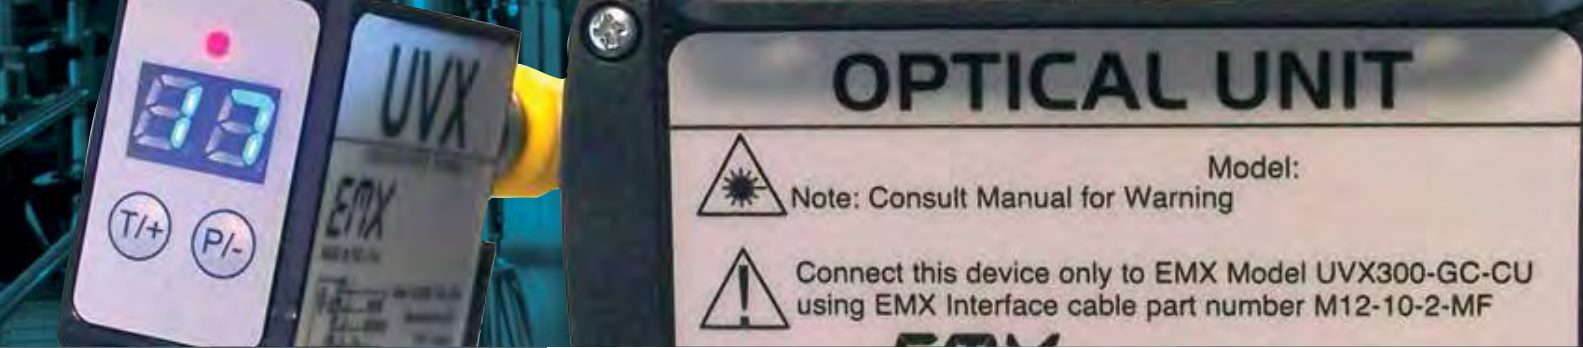 17
T/+
P/-
UVX
EMX
OPTICAL UNIT
Model:
Note: Consult Manual for Warning
Connect this device only to EMX Model UVX300-GC-CU
using EMX Interface cable part number M12-10-2-MF
EMX